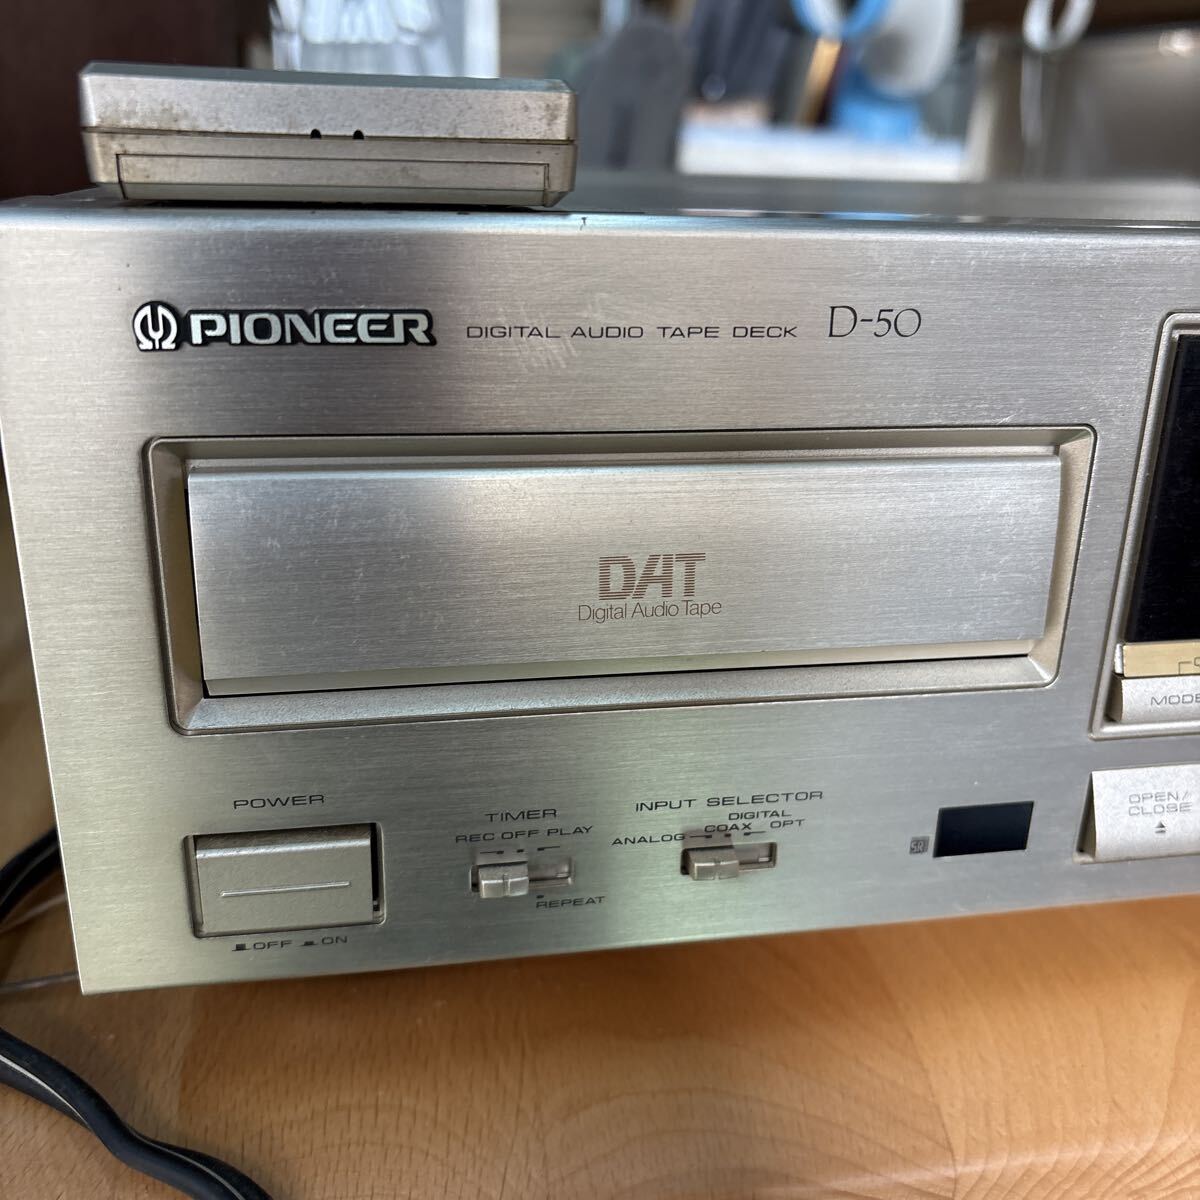 PIONEER DIGITAL AUDIO TAPE DECK D-50
DAT
Digital Audio Tape
MODE
POWER
OFF ON
TIMER
REC OFF PLAY
REPEAT
INPUT SELECTOR
DIGITAL
ANALOG COAX OPT
SR
OPEN/
CLOSE